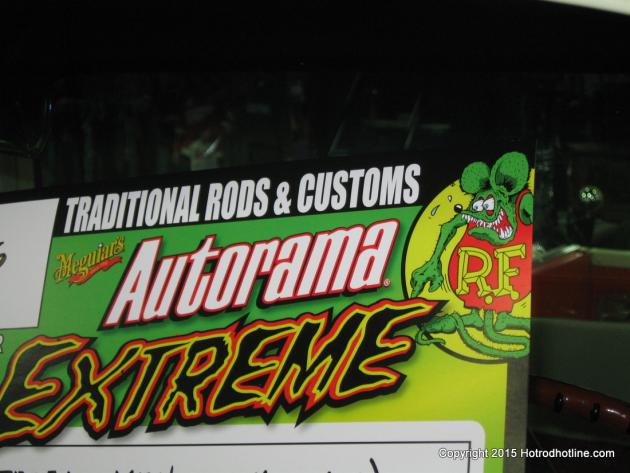 TRADITIONAL RODS & CUSTOMS
Meguiar's
Autorama®
EXTREME
R.F.
Copyright 2015 Hotrodhotline.com